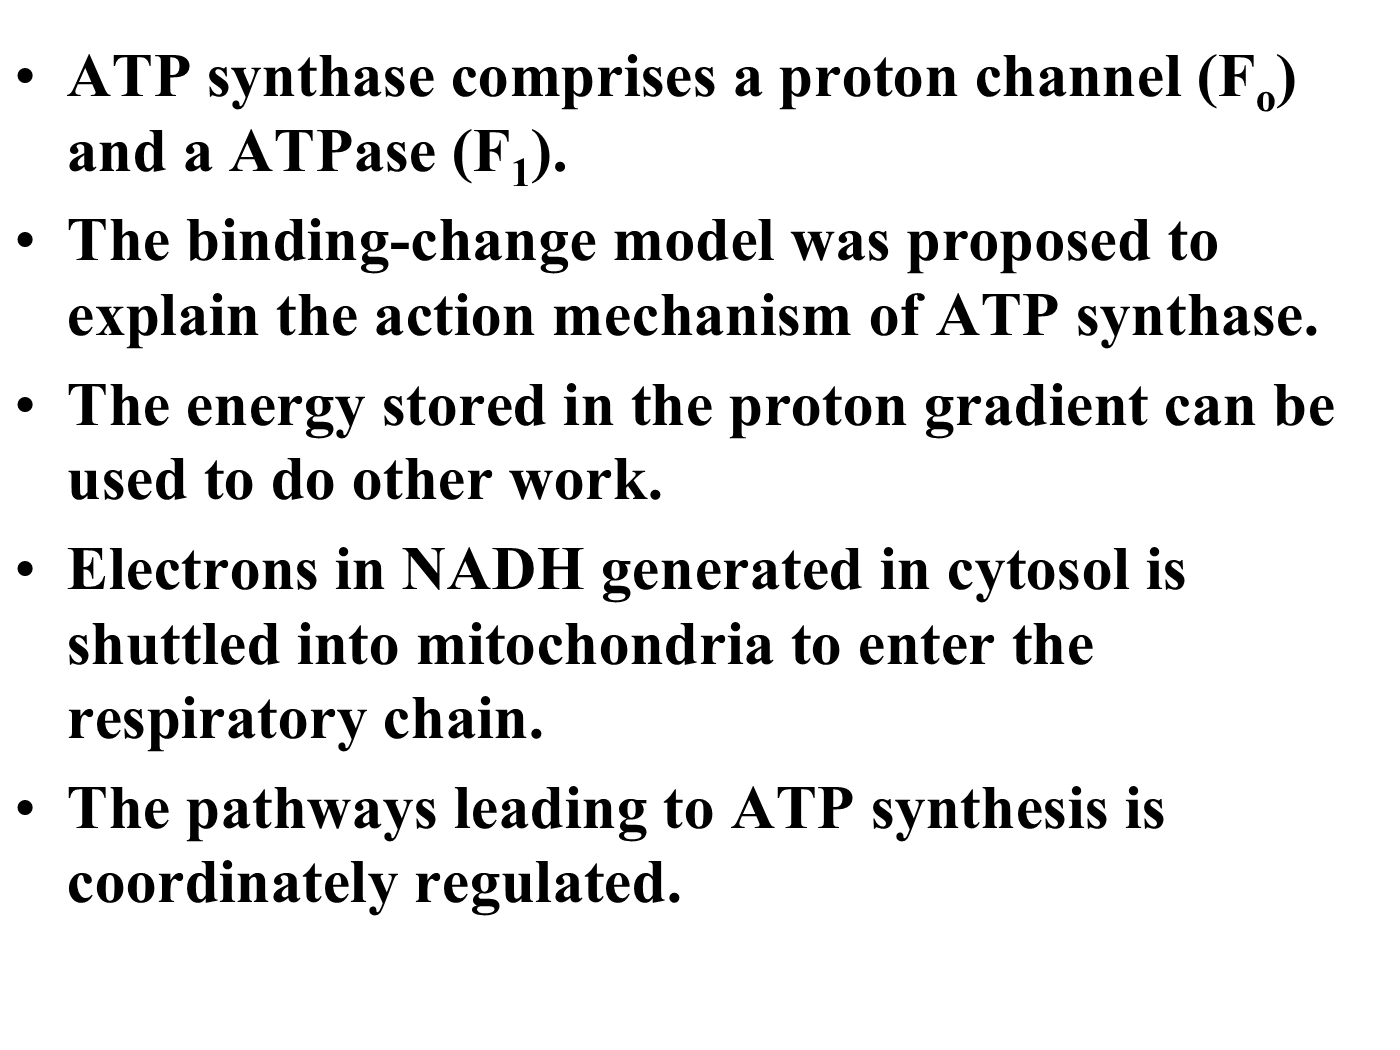 • ATP synthase comprises a proton channel (Fₒ)
and a ATPase (F₁).
• The binding-change model was proposed to
explain the action mechanism of ATP synthase.
• The energy stored in the proton gradient can be
used to do other work.
• Electrons in NADH generated in cytosol is
shuttled into mitochondria to enter the
respiratory chain.
• The pathways leading to ATP synthesis is
coordinately regulated.